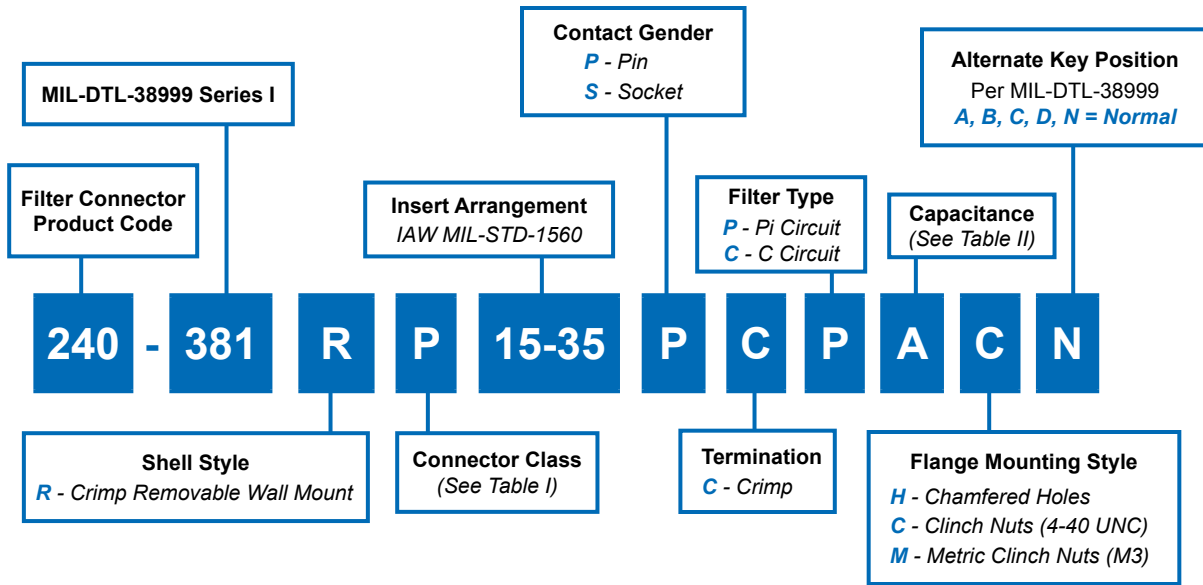 Contact Gender
P - Pin
S - Socket
Alternate Key Position
Per MIL-DTL-38999
A, B, C, D, N = Normal
MIL-DTL-38999 Series I
Filter Connector
Product Code
Insert Arrangement
IAW MIL-STD-1560
Filter Type
P - Pi Circuit
C - C Circuit
Capacitance
(See Table II)
240 - 381 R P 15-35 P C P A C N
Shell Style
R - Crimp Removable Wall Mount
Connector Class
(See Table I)
Termination
C - Crimp
Flange Mounting Style
H - Chamfered Holes
C - Clinch Nuts (4-40 UNC)
M - Metric Clinch Nuts (M3)